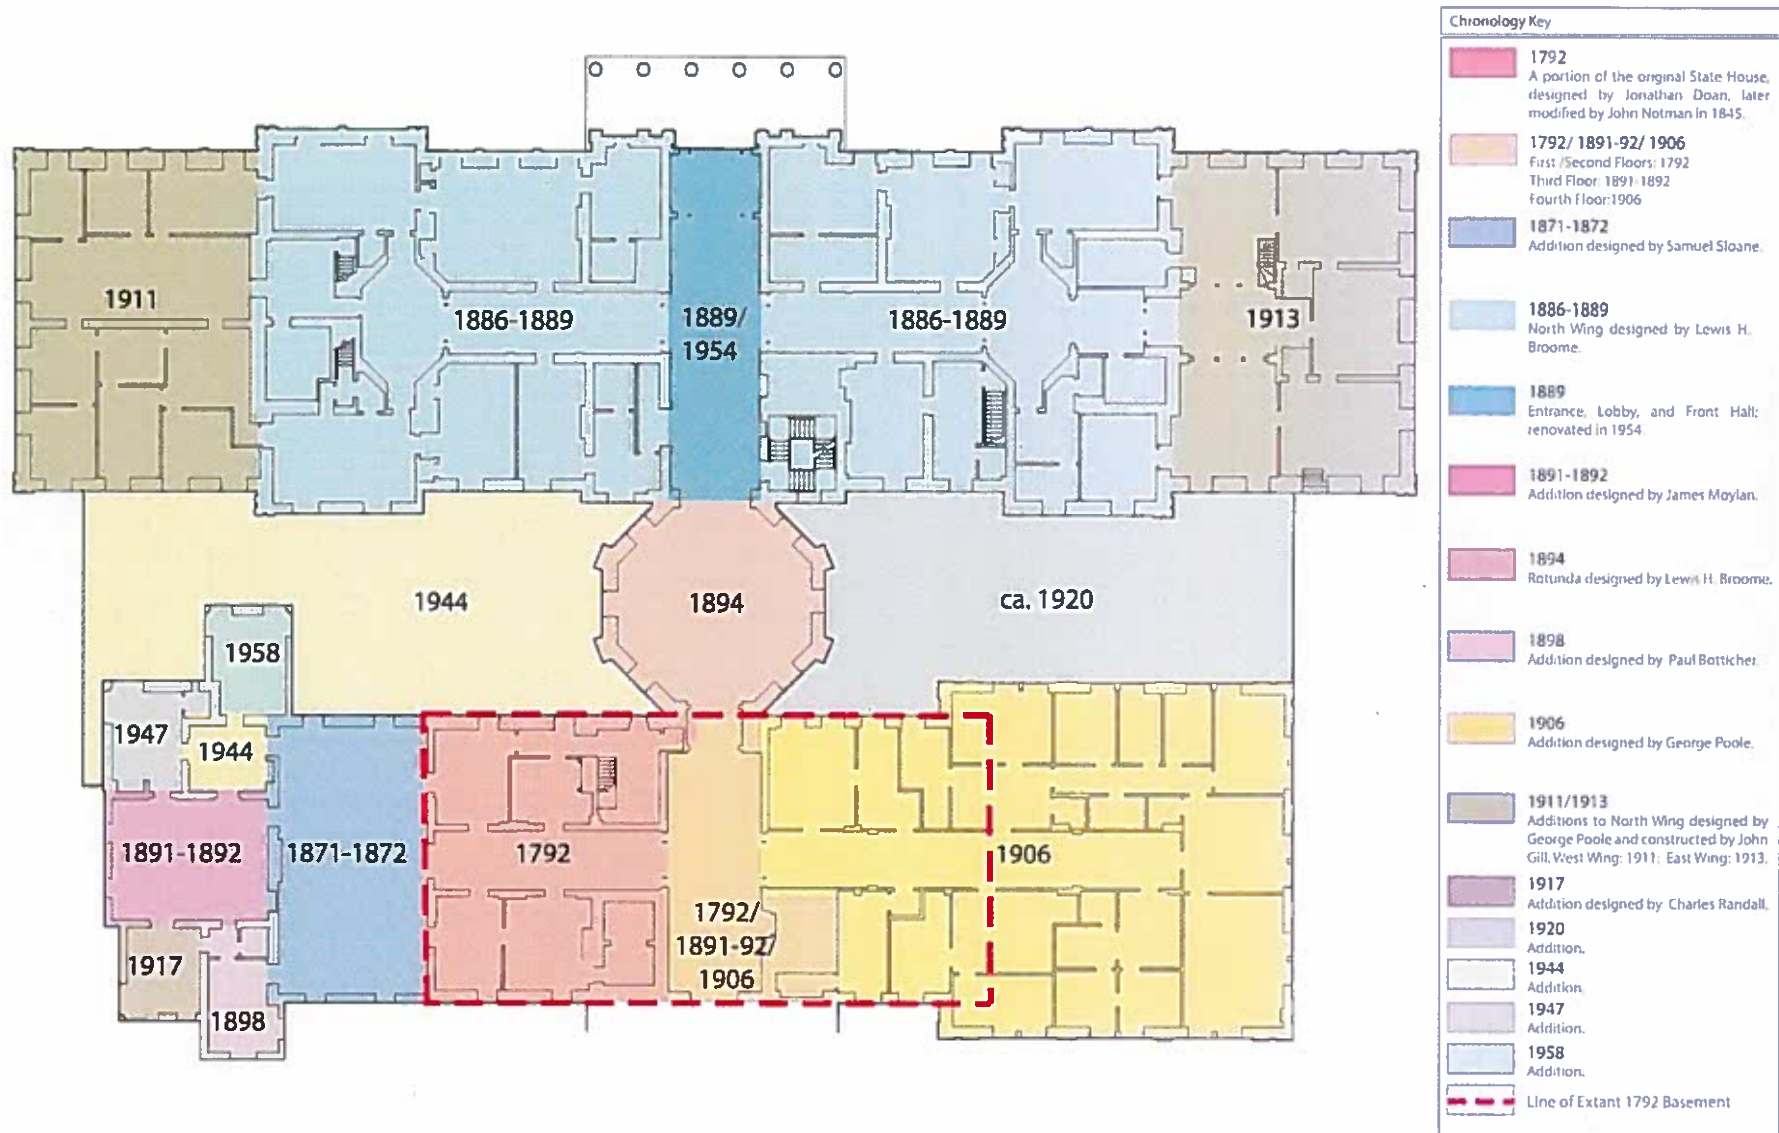 1911
1886-1889
1889/
1954
1886-1889
1913
1944
1894
ca. 1920
1958
1947
1944
1891-1892
1871-1872
1792
1906
1792/
1891-92/
1906
1917
1898
Chronology Key
1792
A portion of the original State House,
designed by Jonathan Doan, later
modified by John Notman in 1845.
1792/ 1891-92/ 1906
First /Second Floors: 1792
Third Floor: 1891-1892
Fourth Floor:1906
1871-1872
Addition designed by Samuel Sloane.
1886-1889
North Wing designed by Lewis H.
Broome.
1889
Entrance, Lobby, and Front Hall;
renovated in 1954.
1891-1892
Addition designed by James Moylan.
1894
Rotunda designed by Lewis H. Broome.
1898
Addition designed by Paul Botticher.
1906
Addition designed by George Poole.
1911/1913
Additions to North Wing designed by
George Poole and constructed by John
Gill. West Wing: 1911; East Wing: 1913.
1917
Addition designed by Charles Randall.
1920
Addition.
1944
Addition.
1947
Addition.
1958
Addition.
Line of Extant 1792 Basement